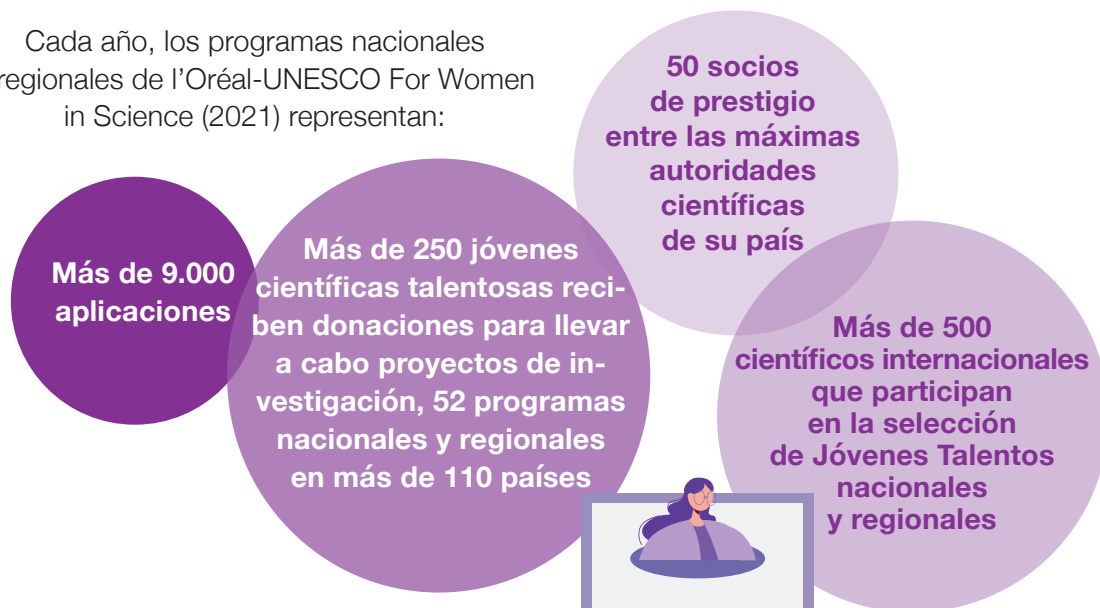 Cada año, los programas nacionales
regionales de l’Oréal-UNESCO For Women
in Science (2021) representan:
50 socios
de prestigio
entre las máximas
autoridades
científicas
de su país
Más de 9.000
aplicaciones
Más de 250 jóvenes
científicas talentosas reci-
ben donaciones para llevar
a cabo proyectos de in-
vestigación, 52 programas
nacionales y regionales
en más de 110 países
Más de 500
científicos internacionales
que participan
en la selección
de Jóvenes Talentos
nacionales
y regionales